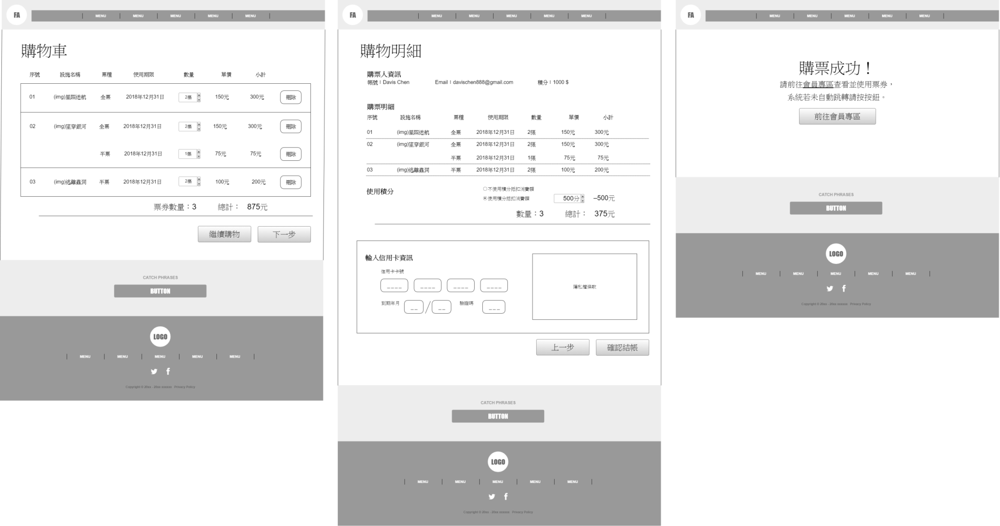 FA
MENU MENU MENU MENU MENU
購物車
序號 設施名稱 票種 使用期限 數量 單價 小計
01 (img)星際迷航 全票 2018年12月31日 2張 150元 300元 刪除
02 (img)望穿銀河 全票 2018年12月31日 2張 150元 300元 刪除
半票 2018年12月31日 1張 75元 75元 刪除
03 (img)逃離蟲洞 半票 2018年12月31日 2張 100元 200元 刪除
票券數量：3 總計： 875元
繼續購物 下一步
CATCH PHRASES
BUTTON
LOGO
MENU MENU MENU MENU MENU
Copyright © 20xx - 20xx xxxxxx Privacy Policy
FA
MENU MENU MENU MENU MENU
購物明細
購票人資訊
帳號：Davis Chen Email：davischen888@gmail.com 積分：1000 $
購票明細
序號 設施名稱 票種 使用期限 數量 單價 小計
01 (img)星際迷航 全票 2018年12月31日 2張 150元 300元
02 (img)望穿銀河 全票 2018年12月31日 2張 150元 300元
半票 2018年12月31日 1張 75元 75元
03 (img)逃離蟲洞 半票 2018年12月31日 2張 100元 200元
使用積分
不使用積分抵扣消費額
使用積分抵扣消費額 500分 –500元
數量：3 總計： 375元
輸入信用卡資訊
信用卡卡號
____ ____ ____ ____
到期年月 __ / __ 驗證碼 ___
隱私權條款
上一步 確認結帳
CATCH PHRASES
BUTTON
LOGO
MENU MENU MENU MENU MENU
Copyright © 20xx - 20xx xxxxxx Privacy Policy
FA
MENU MENU MENU MENU MENU
購票成功！
請前往會員專區查看並使用票券，
系統若未自動跳轉請按按鈕。
前往會員專區
CATCH PHRASES
BUTTON
LOGO
MENU MENU MENU MENU MENU
Copyright © 20xx - 20xx xxxxxx Privacy Policy